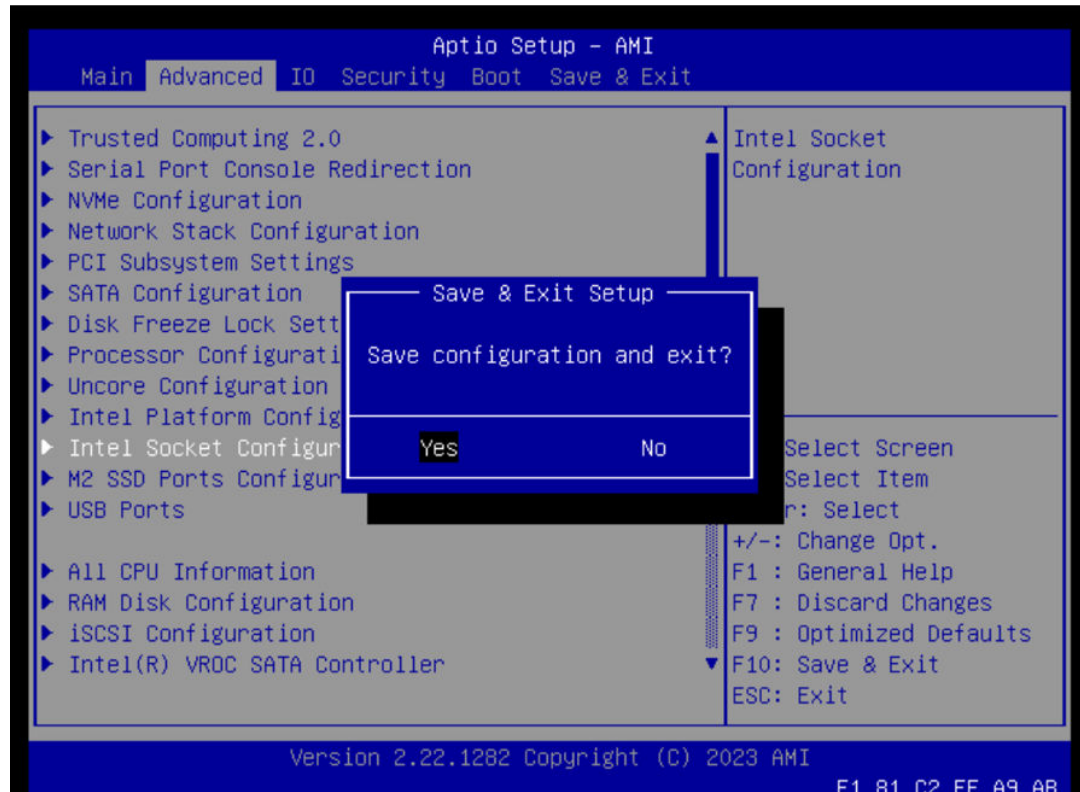 Aptio Setup – AMI
Main Advanced IO Security Boot Save & Exit
▶ Trusted Computing 2.0
▶ Serial Port Console Redirection
▶ NVMe Configuration
▶ Network Stack Configuration
▶ PCI Subsystem Settings
▶ SATA Configuration
▶ Disk Freeze Lock Sett
▶ Processor Configurati
▶ Uncore Configuration
▶ Intel Platform Config
▶ Intel Socket Configur
▶ M2 SSD Ports Configur
▶ USB Ports
▶ All CPU Information
▶ RAM Disk Configuration
▶ iSCSI Configuration
▶ Intel(R) VROC SATA Controller
Save & Exit Setup
Save configuration and exit?
Yes No
Intel Socket
Configuration
Select Screen
Select Item
r: Select
+/-: Change Opt.
F1 : General Help
F7 : Discard Changes
F9 : Optimized Defaults
F10: Save & Exit
ESC: Exit
Version 2.22.1282 Copyright (C) 2023 AMI